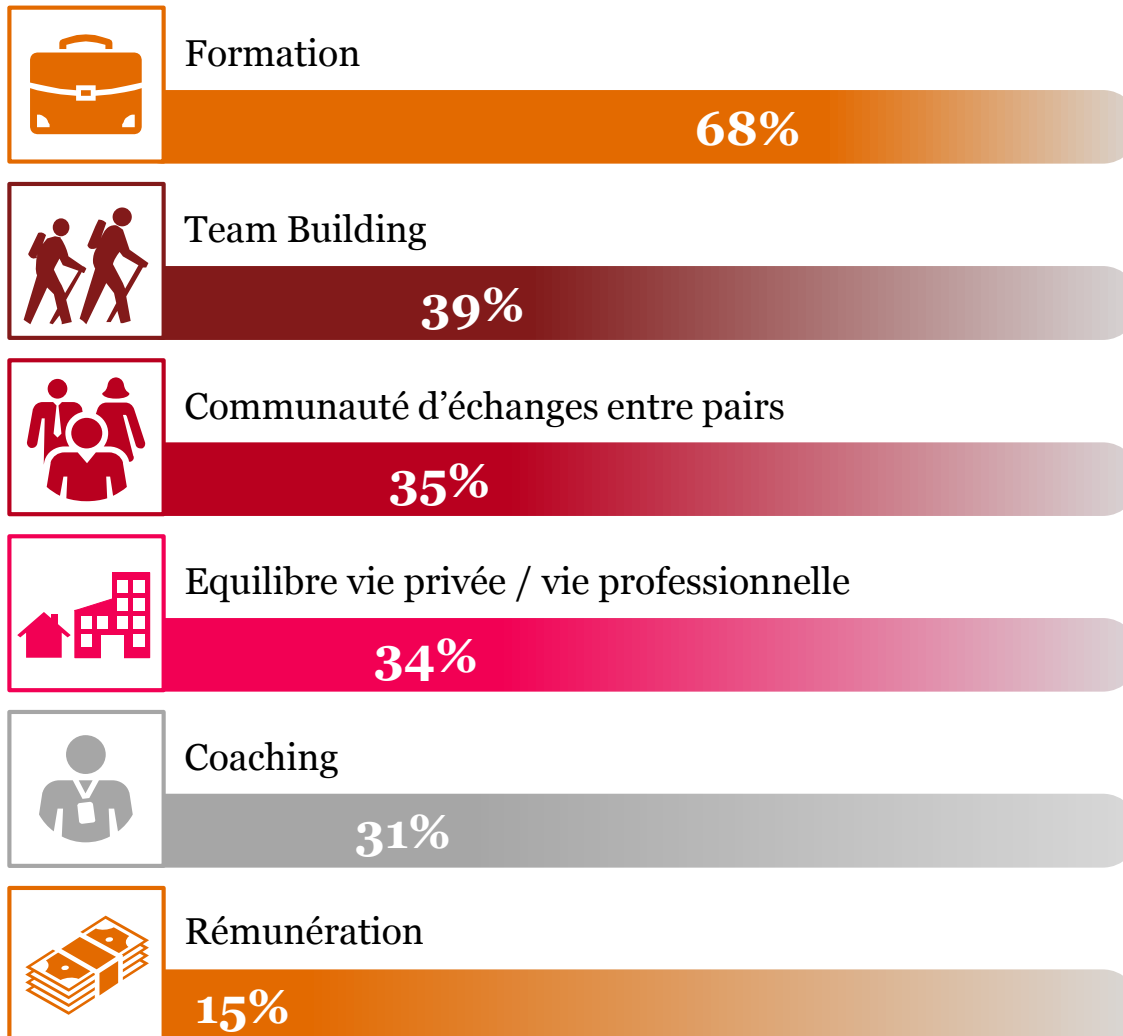 Formation
68%
Team Building
39%
Communauté d’échanges entre pairs
35%
Equilibre vie privée / vie professionnelle
34%
Coaching
31%
Rémunération
15%